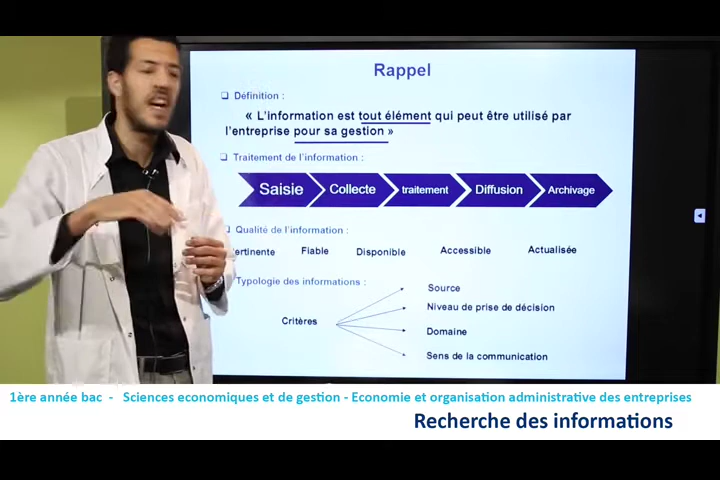 Rappel
Définition :
« L'information est tout élément qui peut être utilisé par
l'entreprise pour sa gestion »
Traitement de l'information :
Saisie Collecte traitement Diffusion Archivage
Qualité de l'information :
ertinente Fiable Disponible Accessible Actualisée
Typologie des informations :
Source
Niveau de prise de décision
Critères
Domaine
Sens de la communication
1ère année bac - Sciences economiques et de gestion - Economie et organisation administrative des entreprises
Recherche des informations